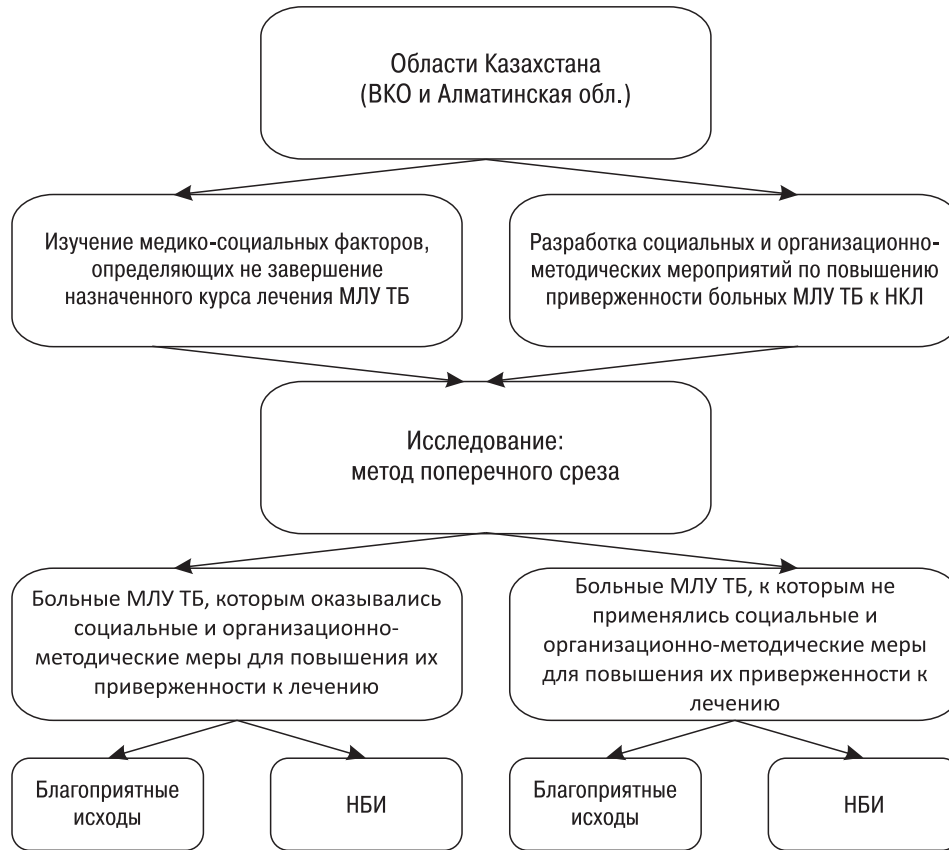 Области Казахстана
(ВКО и Алматинская обл.)
Изучение медико-социальных факторов,
определяющих не завершение
назначенного курса лечения МЛУ ТБ
Разработка социальных и организационно-
методических мероприятий по повышению
приверженности больных МЛУ ТБ к НКЛ
Исследование:
метод поперечного среза
Больные МЛУ ТБ, которым оказывались
социальные и организационно-
методические меры для повышения их
приверженности к лечению
Больные МЛУ ТБ, к которым не
применялись социальные и
организационно-методические меры
для повышения их приверженности к
лечению
Благоприятные
исходы
НБИ
Благоприятные
исходы
НБИ